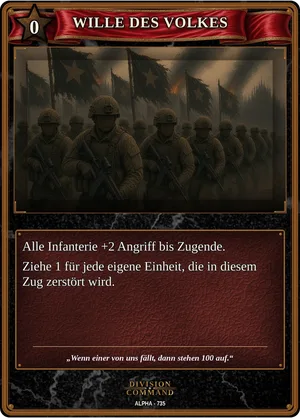 0
WILLE DES VOLKES
Alle Infanterie +2 Angriff bis Zugende.
Ziehe 1 für jede eigene Einheit, die in diesem
Zug zerstört wird.
„Wenn einer von uns fällt, dann stehen 100 auf.“
DIVISION
COMMAND
ALPHA - 735